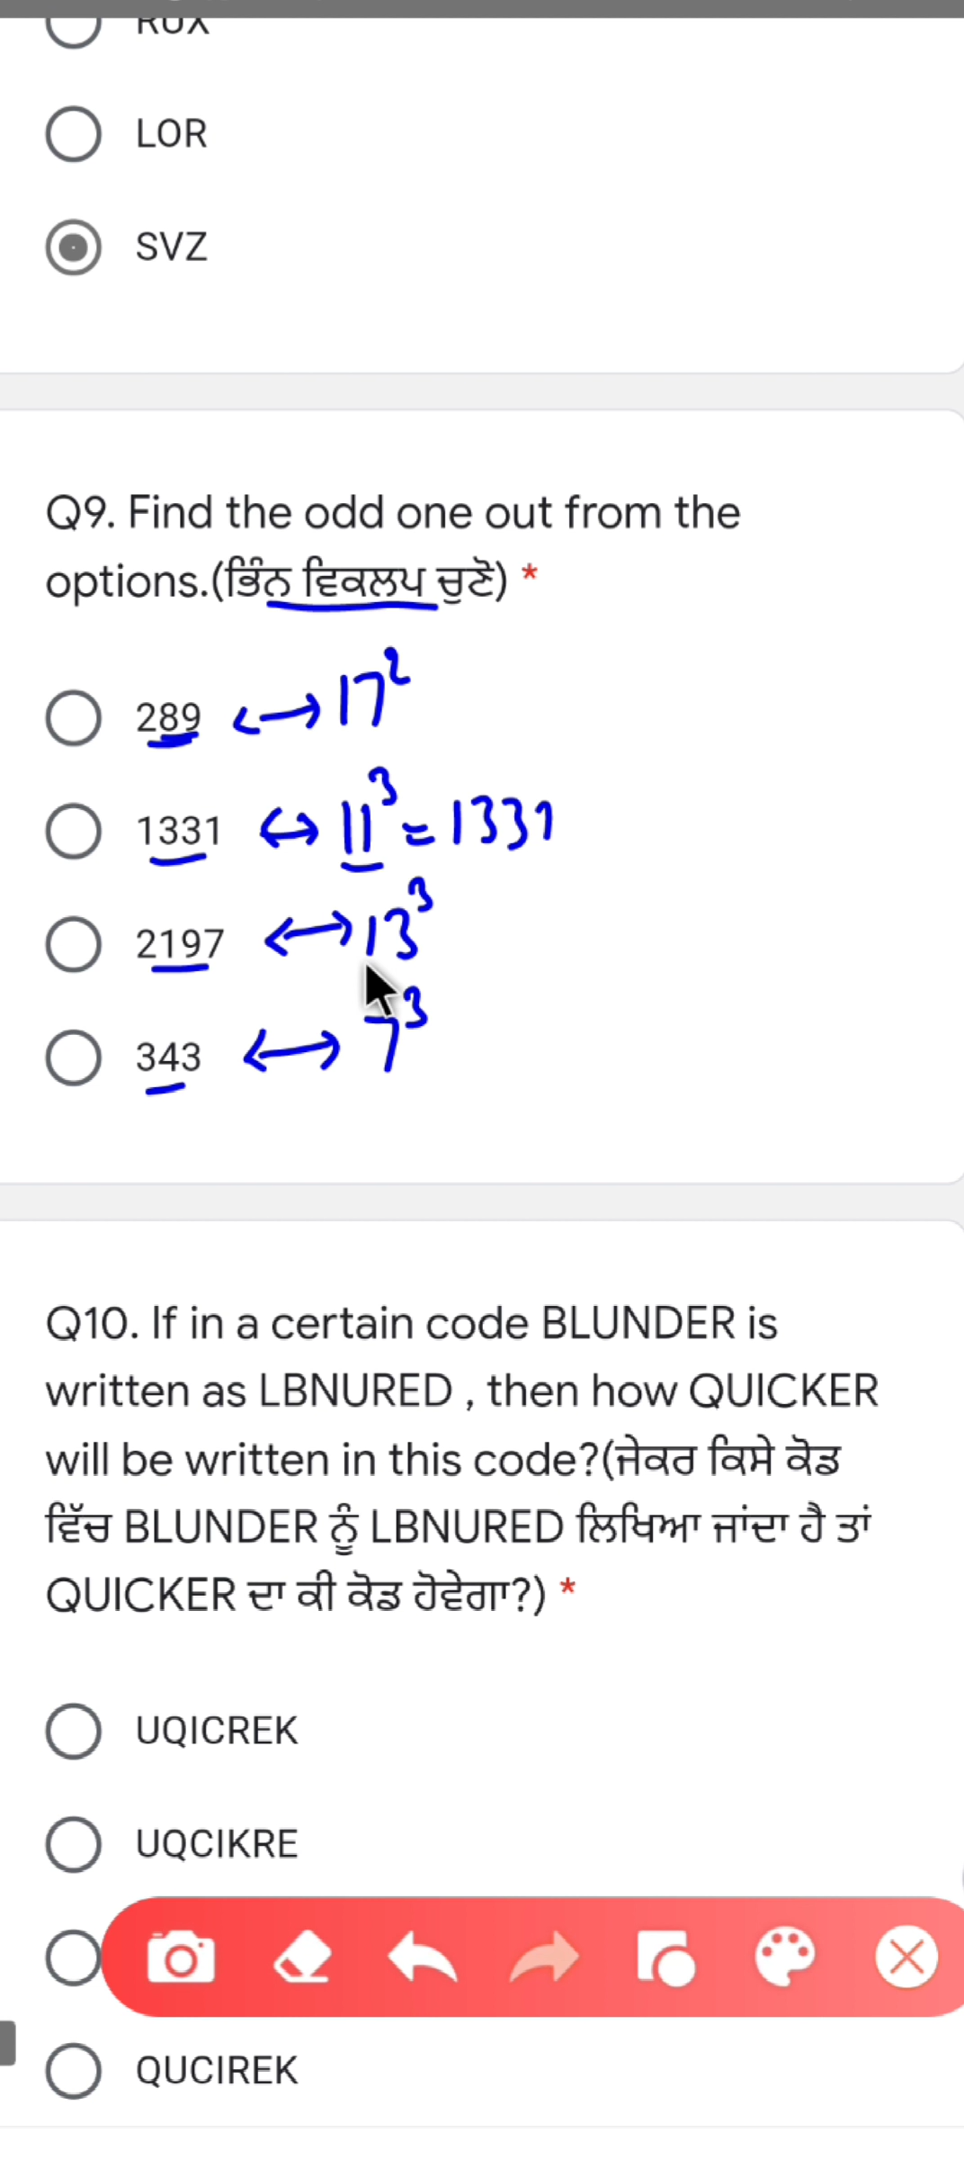 RUX
LOR
SVZ
Q9. Find the odd one out from the
options.(ਭਿੰਨ ਵਿਕਲਪ ਚੁਣੋ) *
289 ↔ 17²
1331 ↔ 11³ = 1331
2197 ↔ 13³
343 ↔ 7³
Q10. If in a certain code BLUNDER is
written as LBNURED , then how QUICKER
will be written in this code?(ਜੇਕਰ ਕਿਸੇ ਕੋਡ
ਵਿੱਚ BLUNDER ਨੂੰ LBNURED ਲਿਖਿਆ ਜਾਂਦਾ ਹੈ ਤਾਂ
QUICKER ਦਾ ਕੀ ਕੋਡ ਹੋਵੇਗਾ?) *
UQICREK
UQCIKRE
QUCIREK